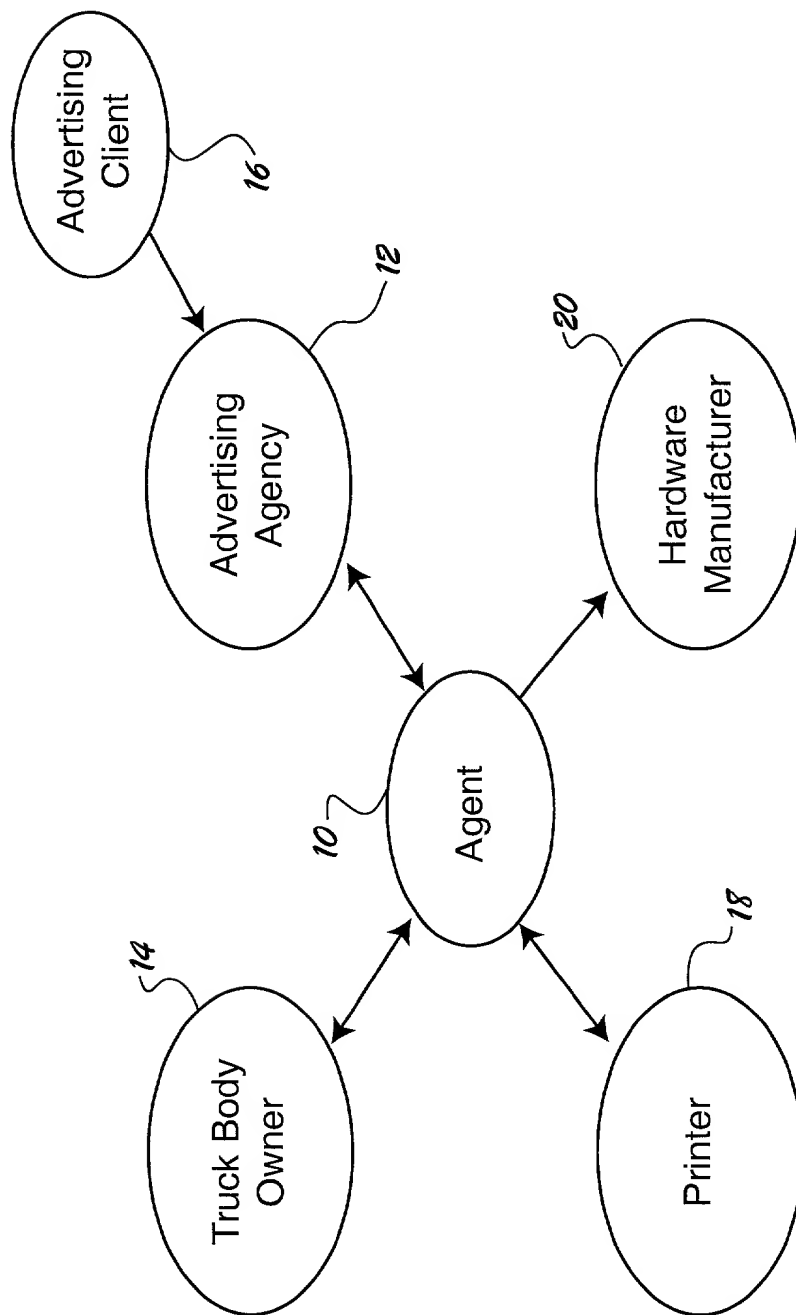 Advertising
Client
16
Advertising
Agency
12
Truck Body
Owner
14
Agent
10
Hardware
Manufacturer
20
Printer
18